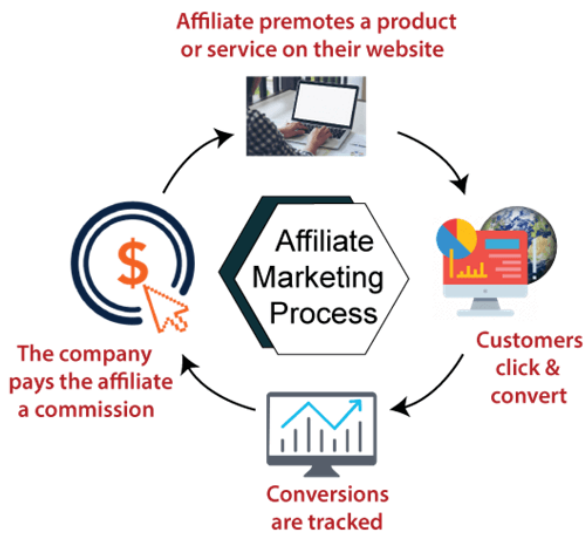 Affiliate premotes a product
or service on their website
Affiliate
Marketing
Process
Customers
click &
convert
Conversions
are tracked
The company
pays the affiliate
a commission
$